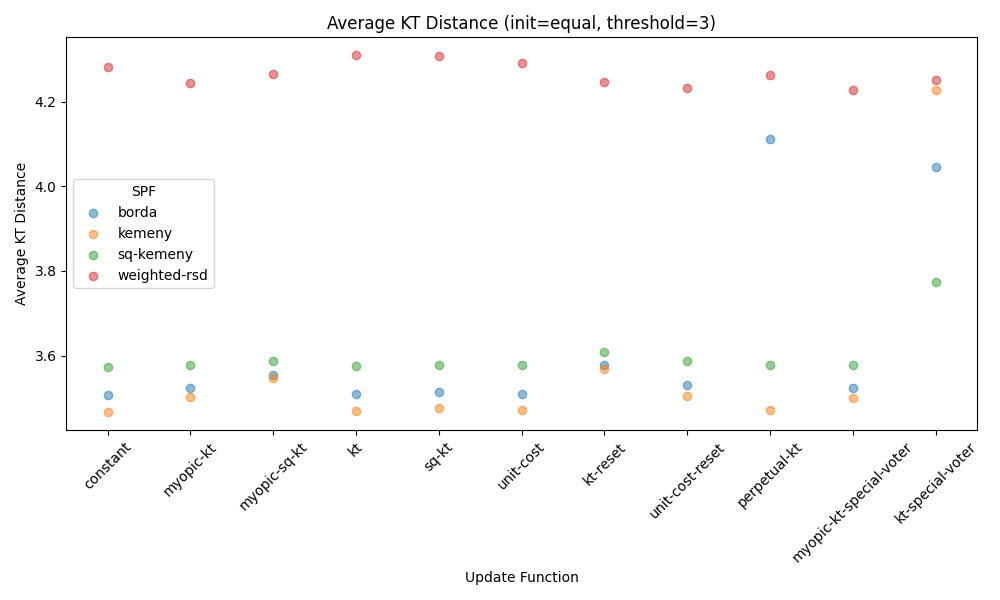 Average KT Distance (init=equal, threshold=3)
Average KT Distance
4.2
4.0
3.8
3.6
SPF
borda
kemeny
sq-kemeny
weighted-rsd
constant
myopic-kt
myopic-sq-kt
kt
sq-kt
unit-cost
kt-reset
unit-cost-reset
perpetual-kt
myopic-kt-special-voter
kt-special-voter
Update Function